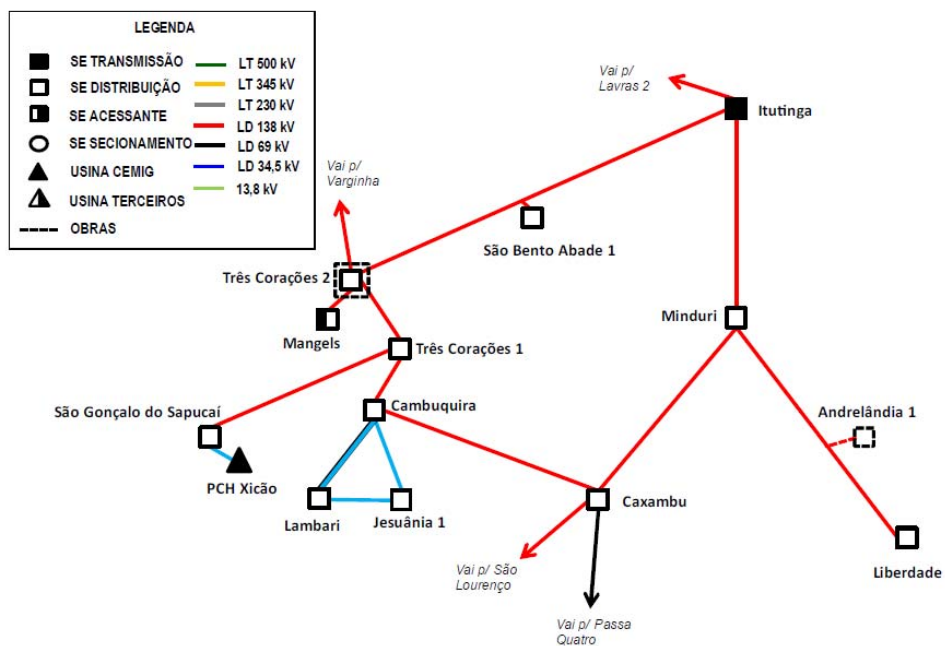 LEGENDA
SE TRANSMISSÃO
SE DISTRIBUIÇÃO
SE ACESSANTE
SE SECIONAMENTO
USINA CEMIG
USINA TERCEIROS
OBRAS
LT 500 kV
LT 345 kV
LT 230 kV
LD 138 kV
LD 69 kV
LD 34,5 kV
13,8 kV
Vai p/
Lavras 2
Itutinga
Vai p/
Varginha
São Bento Abade 1
Três Corações 2
Mangels
Minduri
Três Corações 1
São Gonçalo do Sapucaí
Cambuquira
Andrelândia 1
PCH Xicão
Lambari
Jesuânia 1
Caxambu
Vai p/ São
Lourenço
Liberdade
Vai p/ Passa
Quatro